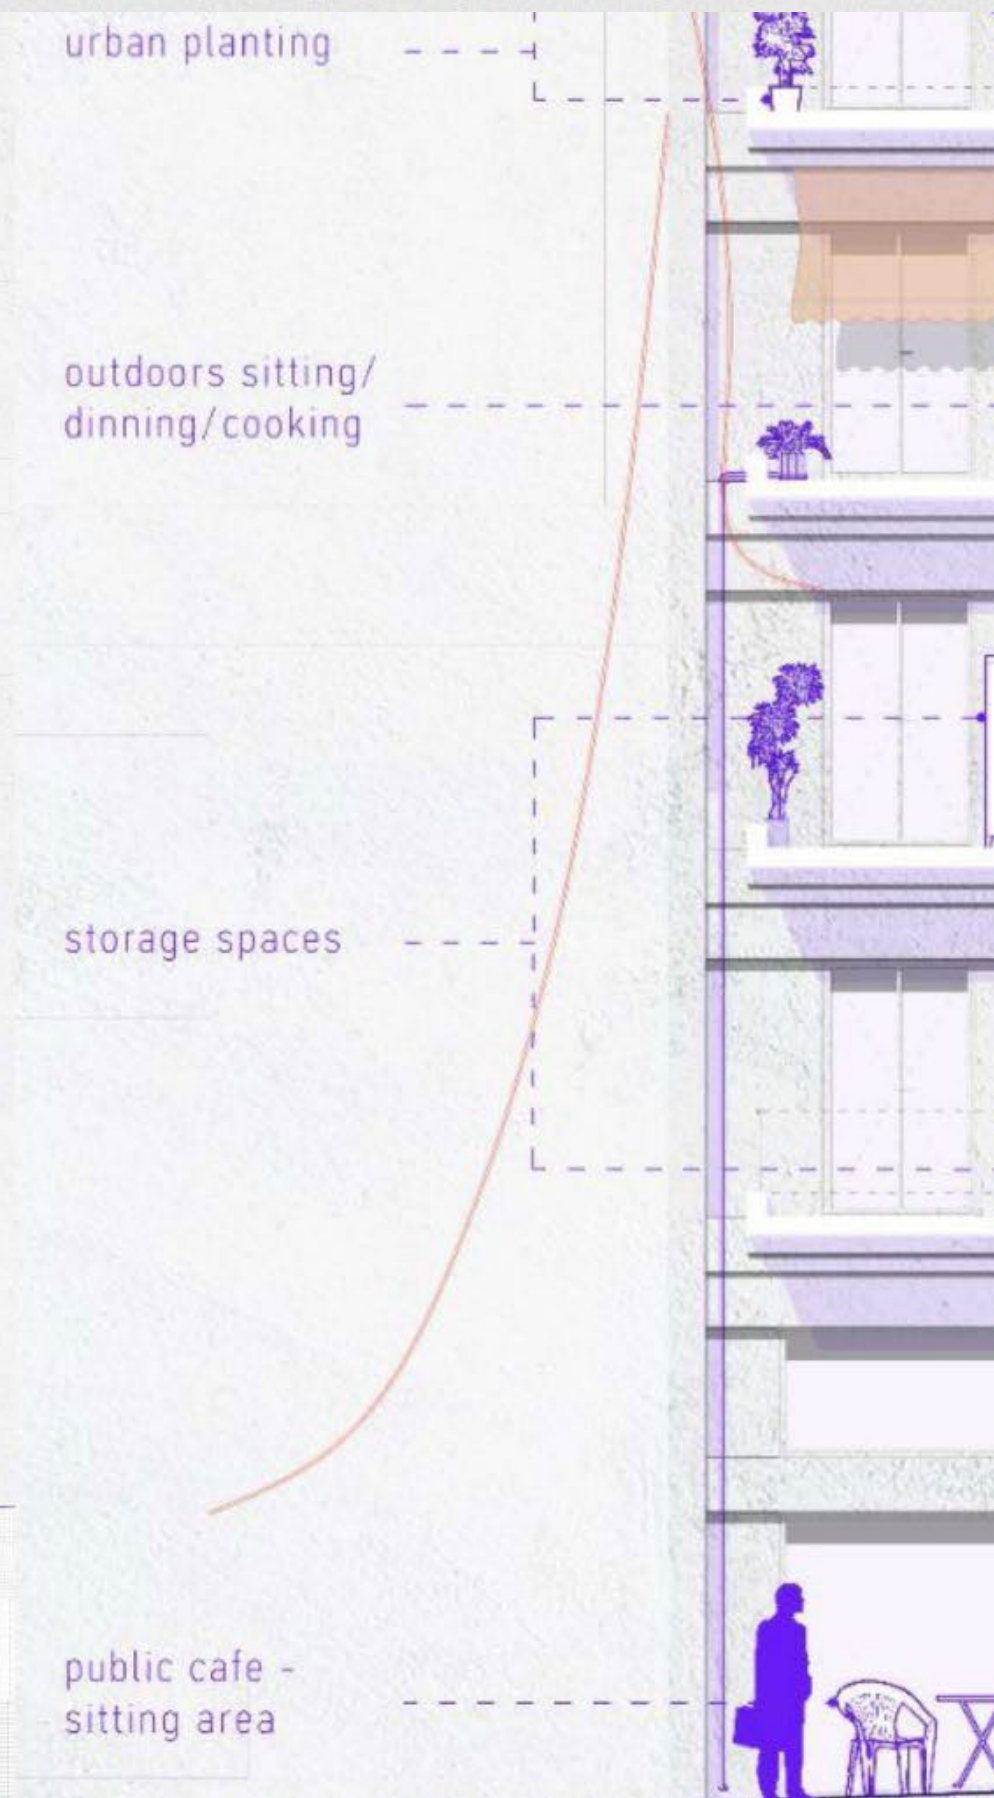 urban planting
outdoors sitting/
dinning/cooking
storage spaces
public cafe -
sitting area